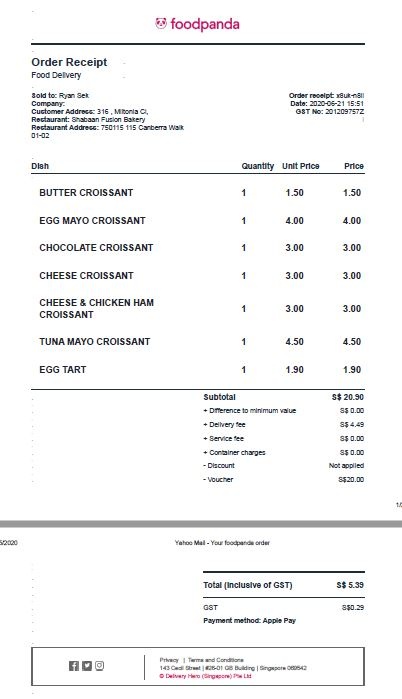 foodpanda
Order Receipt
Food Delivery
Sold to: Ryan Sek
Company:
Customer Address: 316 , Miltonia Cl,
Restaurant: Shabaan Fusion Bakery
Restaurant Address: 750115 115 Canberra Walk
01-02
Order receipt: x8uk-n8ll
Date: 2020-06-21 15:51
GST No: 201209757Z
Dish Quantity Unit Price Price
BUTTER CROISSANT 1 1.50 1.50
EGG MAYO CROISSANT 1 4.00 4.00
CHOCOLATE CROISSANT 1 3.00 3.00
CHEESE CROISSANT 1 3.00 3.00
CHEESE & CHICKEN HAM
CROISSANT 1 3.00 3.00
TUNA MAYO CROISSANT 1 4.50 4.50
EGG TART 1 1.90 1.90
Subtotal S$ 20.90
+ Difference to minimum value S$ 0.00
+ Delivery fee S$ 4.49
+ Service fee S$ 0.00
+ Container charges S$ 0.00
- Discount Not applied
- Voucher S$20.00
5/2020 Yahoo Mail - Your foodpanda order
Total (inclusive of GST) S$ 5.39
GST S$0.29
Payment method: Apple Pay
Privacy | Terms and Conditions
143 Cecil Street | #26-01 GB Building | Singapore 069542
© Delivery Hero (Singapore) Pte Ltd